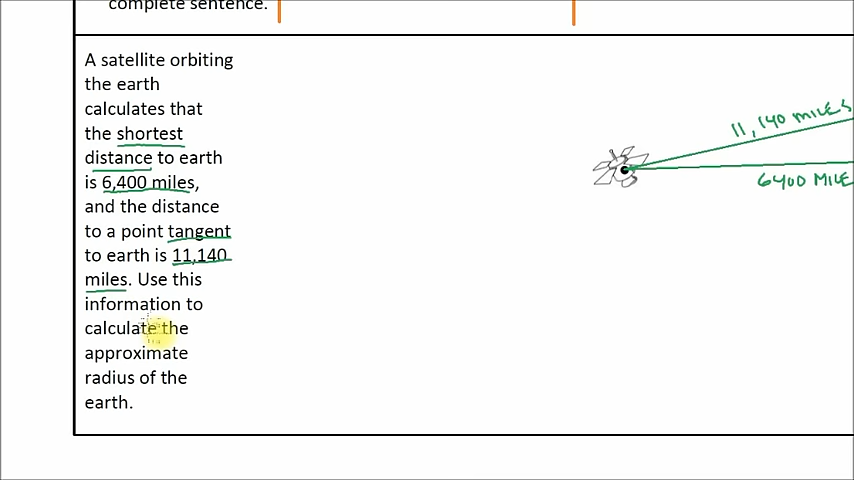 complete sentence.
A satellite orbiting
the earth
calculates that
the shortest
distance to earth
is 6,400 miles,
and the distance
to a point tangent
to earth is 11,140
miles. Use this
information to
calculate the
approximate
radius of the
earth.
11,140 MILES
6400 MILE